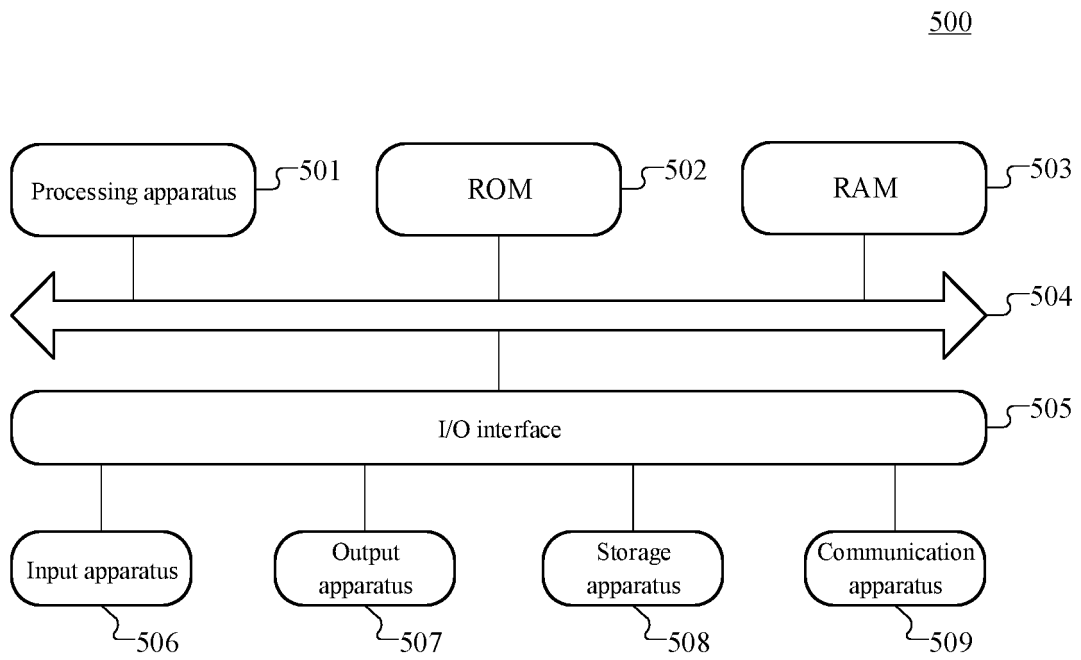 500
Processing apparatus
501
ROM
502
RAM
503
504
I/O interface
505
Input apparatus
Output
apparatus
Storage
apparatus
Communication
apparatus
506
507
508
509